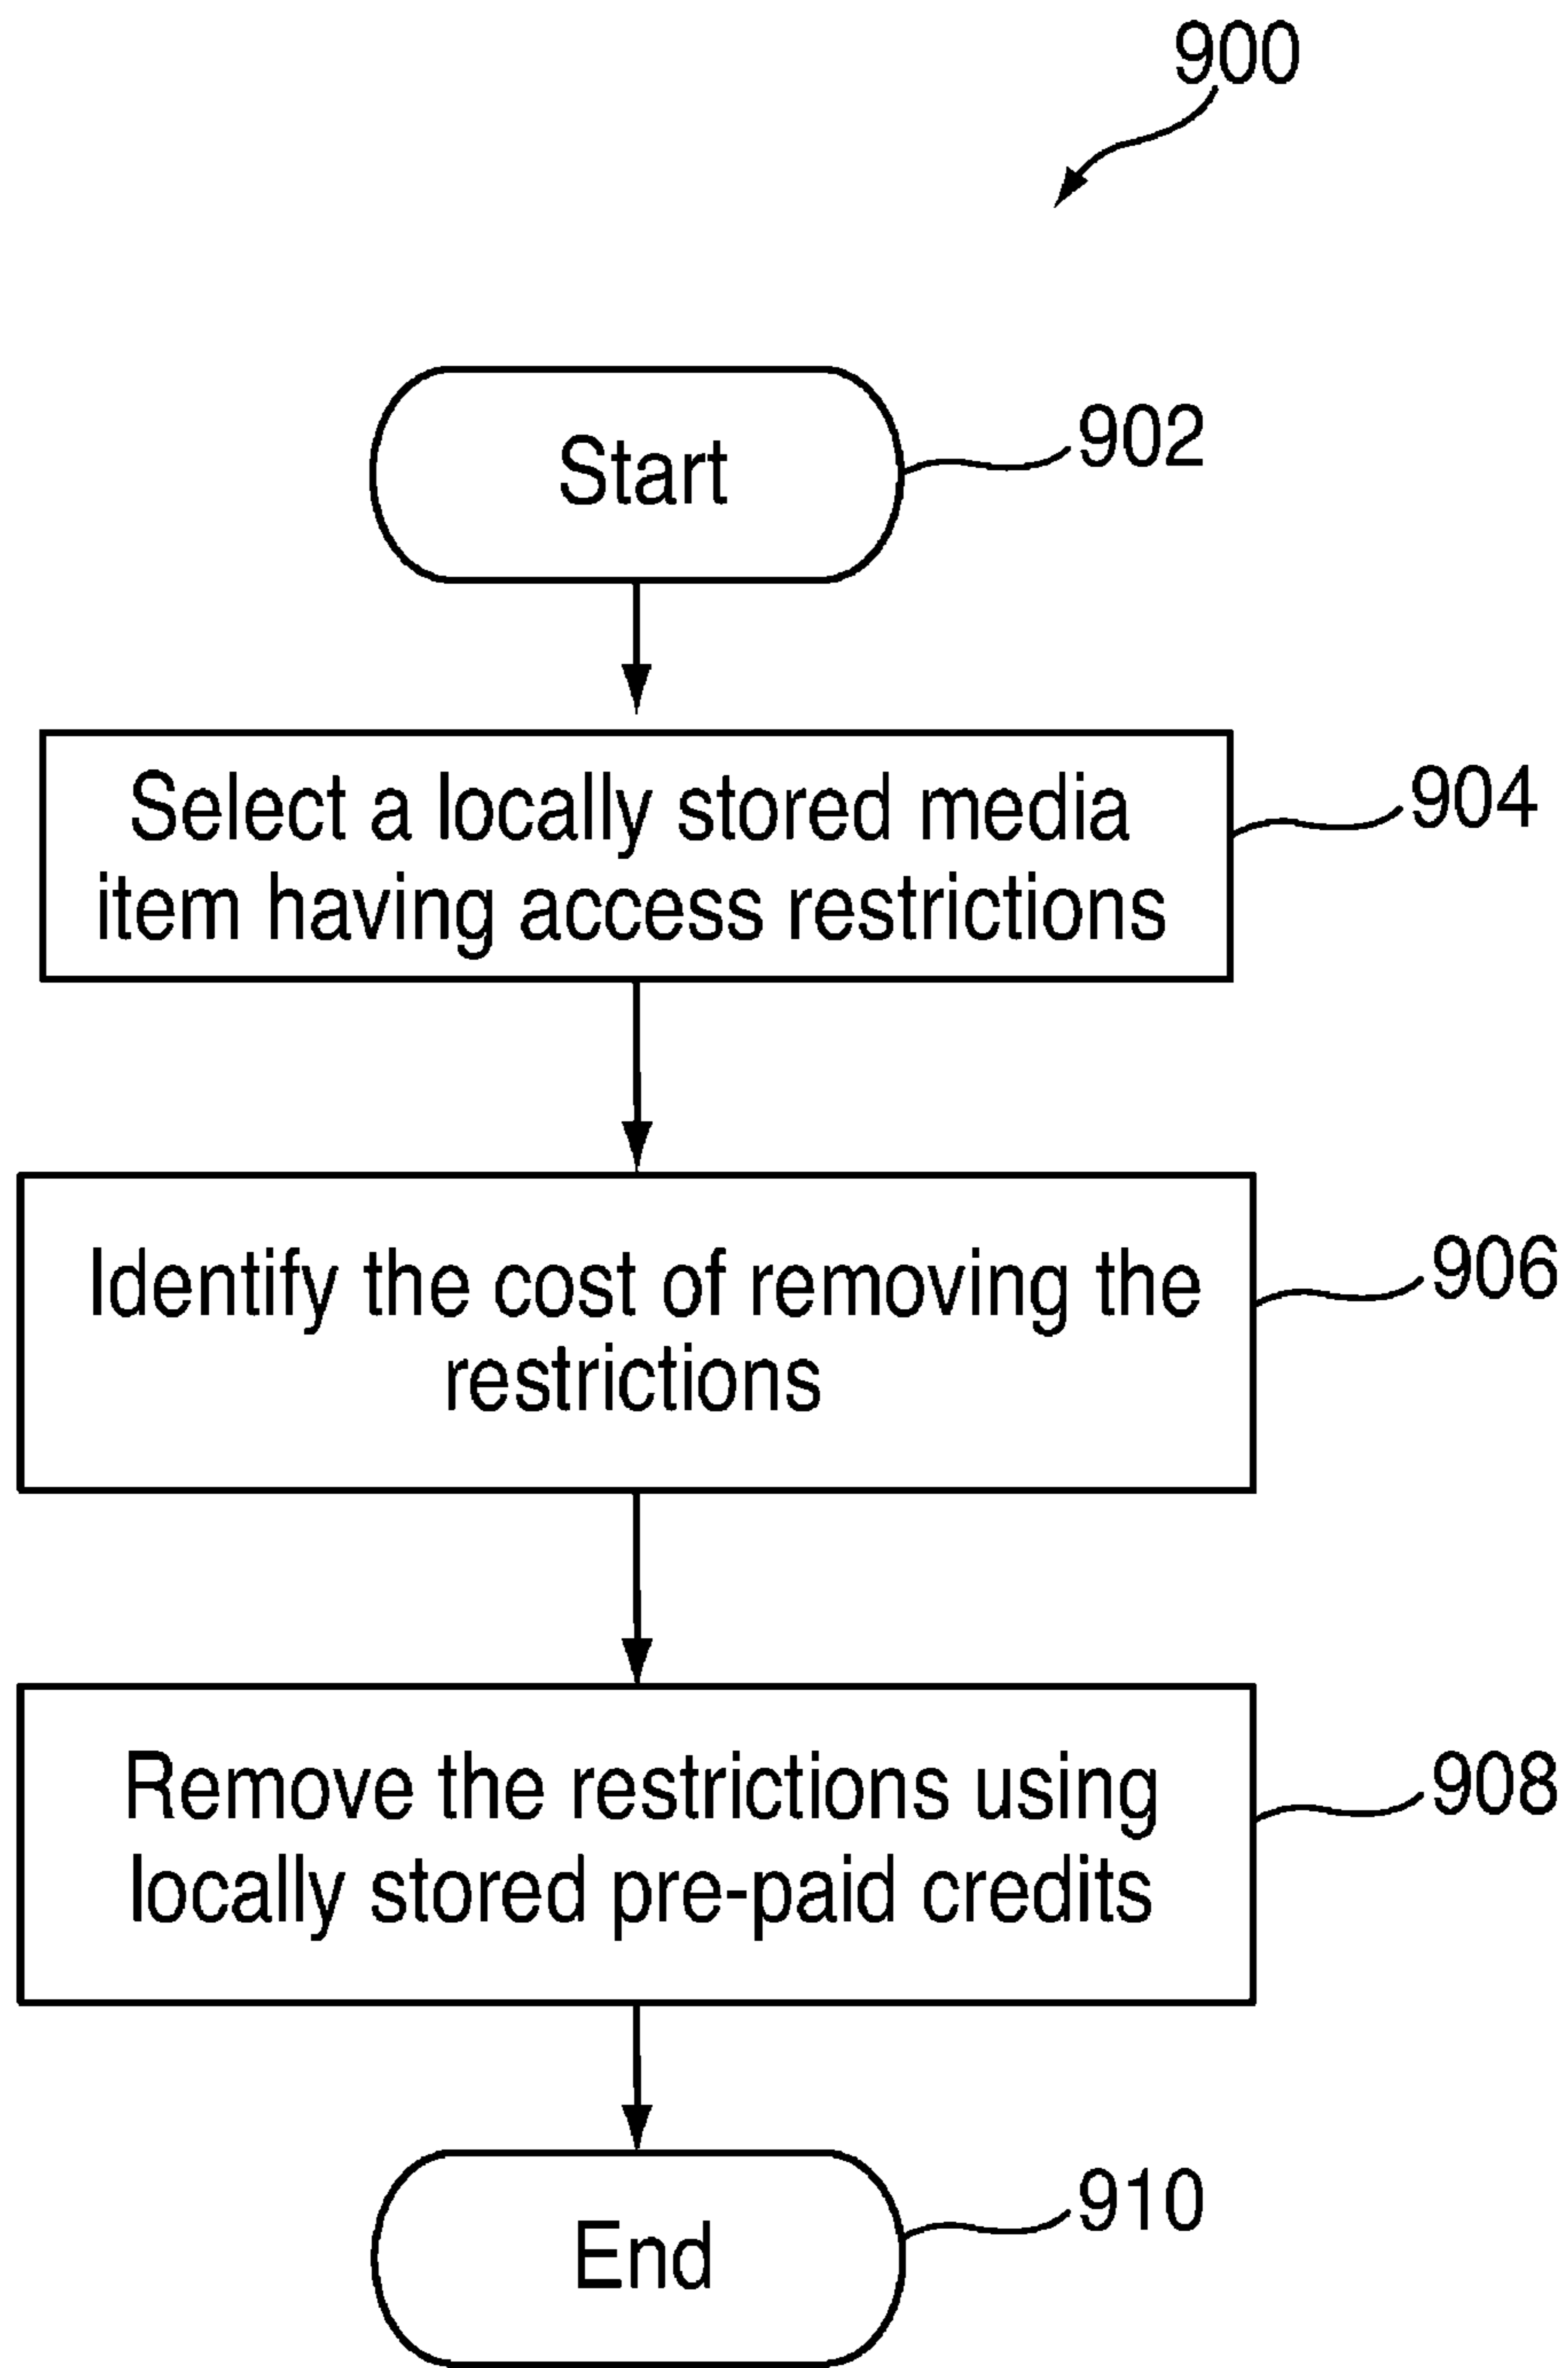 900
Start
902
Select a locally stored media
item having access restrictions
904
Identify the cost of removing the
restrictions
906
Remove the restrictions using
locally stored pre-paid credits
908
End
910